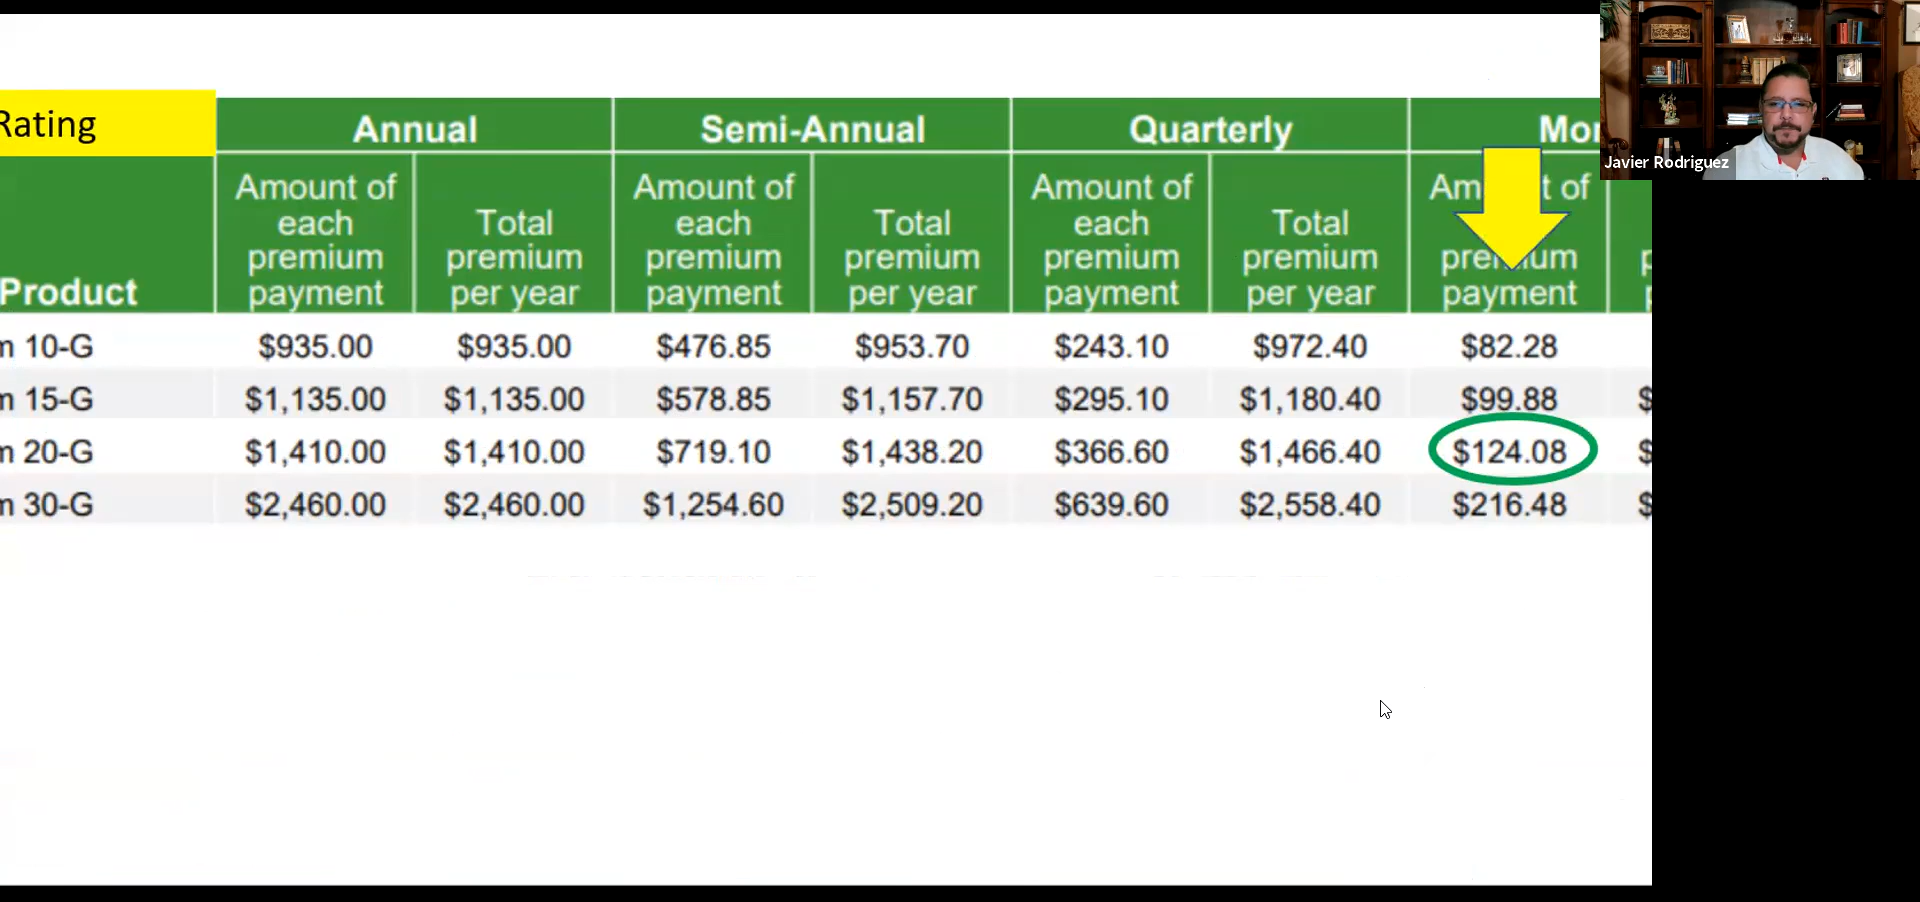 Rating
Annual Semi-Annual Quarterly
Product
Amount of each premium payment
Total premium per year
Amount of each premium payment
Total premium per year
Amount of each premium payment
Total premium per year
premium payment
10-G $935.00 $935.00 $476.85 $953.70 $243.10 $972.40 $82.28
15-G $1,135.00 $1,135.00 $578.85 $1,157.70 $295.10 $1,180.40 $99.88 $
20-G $1,410.00 $1,410.00 $719.10 $1,438.20 $366.60 $1,466.40 $124.08 $
30-G $2,460.00 $2,460.00 $1,254.60 $2,509.20 $639.60 $2,558.40 $216.48 $
Javier Rodriguez